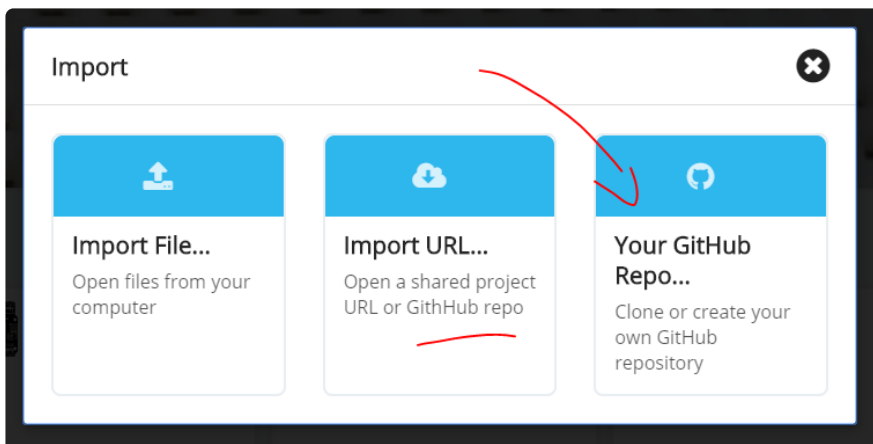 Import
Import File...
Open files from your
computer
Import URL...
Open a shared project
URL or GithHub repo
Your GitHub
Repo...
Clone or create your
own GitHub
repository